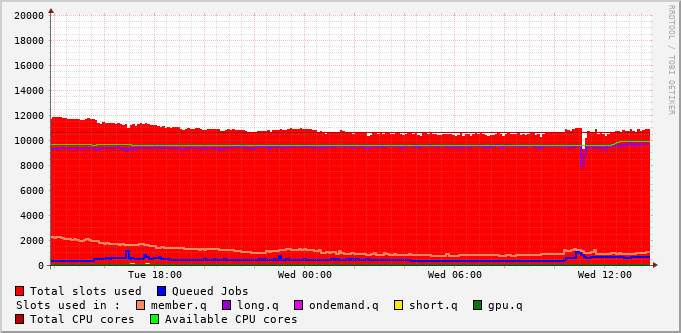 RRDTOOL / TOBI OETIKER
20000
18000
16000
14000
12000
10000
8000
6000
4000
2000
0
Tue 18:00 Wed 00:00 Wed 06:00 Wed 12:00
Total slots used Queued Jobs
Slots used in : member.q long.q ondemand.q short.q gpu.q
Total CPU cores Available CPU cores